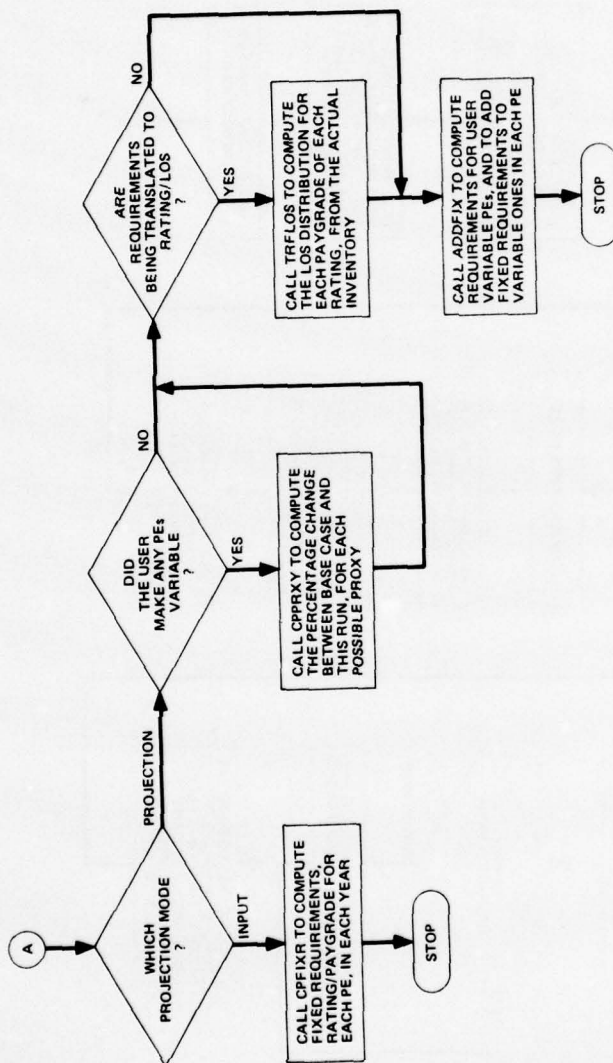 A
WHICH
PROJECTION MODE
?
PROJECTION
INPUT
CALL CPFIXR TO COMPUTE
FIXED REQUIREMENTS,
RATING/PAYGRADE FOR
EACH PE, IN EACH YEAR
STOP
DID
THE USER
MAKE ANY PEs
VARIABLE
?
NO
YES
CALL CPPRXY TO COMPUTE
THE PERCENTAGE CHANGE
BETWEEN BASE CASE AND
THIS RUN, FOR EACH
POSSIBLE PROXY
ARE
REQUIREMENTS
BEING TRANSLATED TO
RATING/LOS
?
NO
YES
CALL TRFLOS TO COMPUTE
THE LOS DISTRIBUTION FOR
EACH PAYGRADE OF EACH
RATING, FROM THE ACTUAL
INVENTORY
CALL ADDFIX TO COMPUTE
REQUIREMENTS FOR USER
VARIABLE PEs, AND TO ADD
FIXED REQUIREMENTS TO
VARIABLE ONES IN EACH PE
STOP